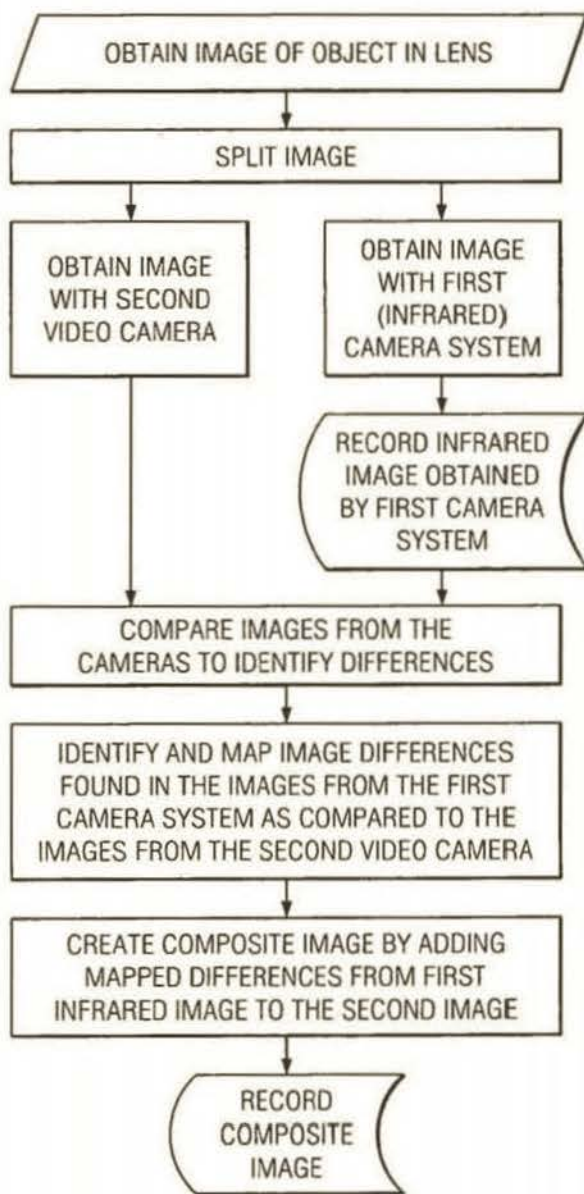 OBTAIN IMAGE OF OBJECT IN LENS
SPLIT IMAGE
OBTAIN IMAGE
WITH SECOND
VIDEO CAMERA
OBTAIN IMAGE
WITH FIRST
(INFRARED)
CAMERA SYSTEM
RECORD INFRARED
IMAGE OBTAINED
BY FIRST CAMERA
SYSTEM
COMPARE IMAGES FROM THE
CAMERAS TO IDENTIFY DIFFERENCES
IDENTIFY AND MAP IMAGE DIFFERENCES
FOUND IN THE IMAGES FROM THE FIRST
CAMERA SYSTEM AS COMPARED TO THE
IMAGES FROM THE SECOND VIDEO CAMERA
CREATE COMPOSITE IMAGE BY ADDING
MAPPED DIFFERENCES FROM FIRST
INFRARED IMAGE TO THE SECOND IMAGE
RECORD
COMPOSITE
IMAGE